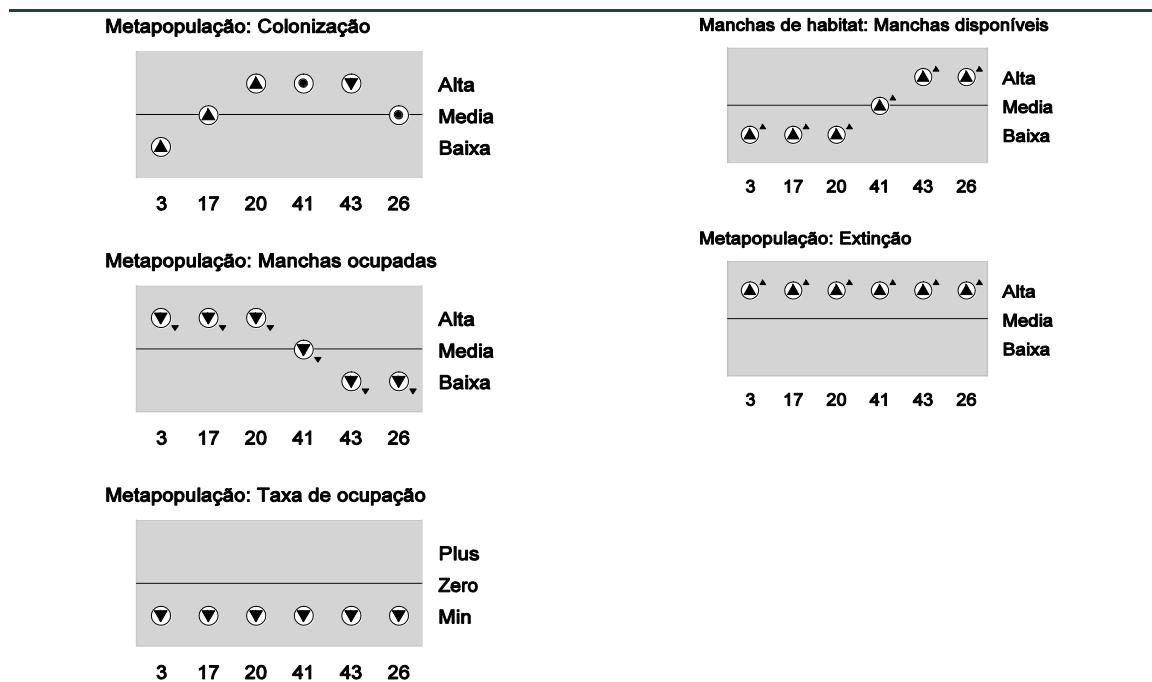 Metapopulação: Colonização
Alta
Media
Baixa
3 17 20 41 43 26
Metapopulação: Manchas ocupadas
Alta
Media
Baixa
3 17 20 41 43 26
Metapopulação: Taxa de ocupação
Plus
Zero
Min
3 17 20 41 43 26
Manchas de habitat: Manchas disponíveis
Alta
Media
Baixa
3 17 20 41 43 26
Metapopulação: Extinção
Alta
Media
Baixa
3 17 20 41 43 26